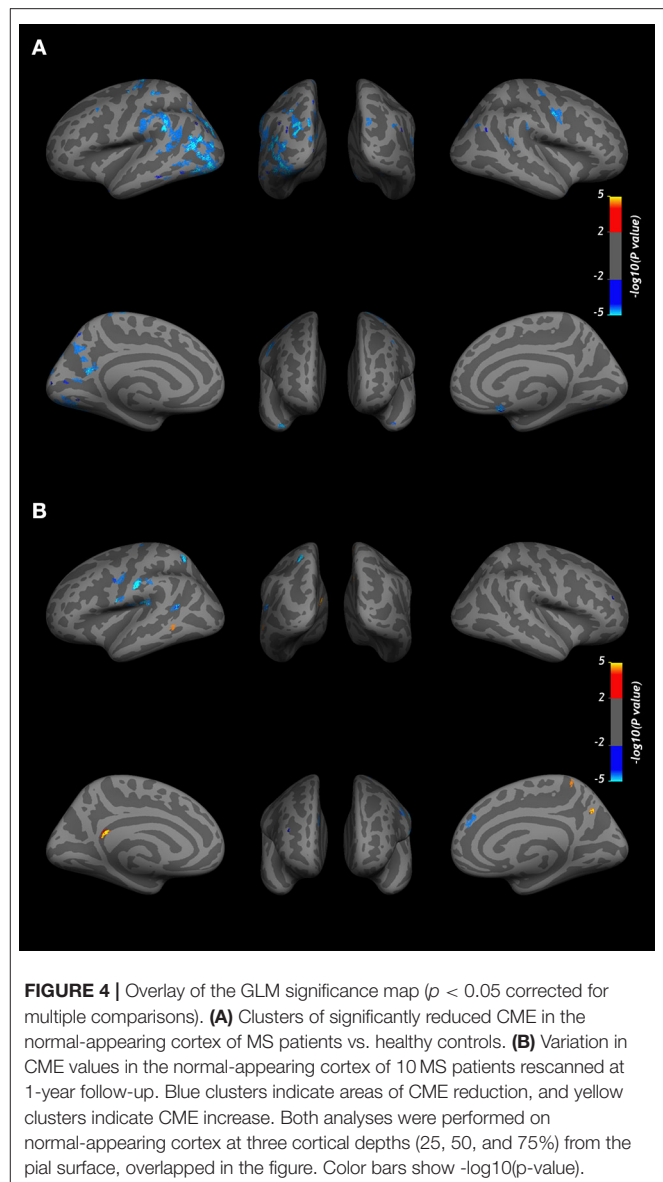 A
5
2
-2
-5
-log10(P value)
B
5
2
-2
-5
-log10(P value)
FIGURE 4 | Overlay of the GLM significance map (p < 0.05 corrected for
multiple comparisons). (A) Clusters of significantly reduced CME in the
normal-appearing cortex of MS patients vs. healthy controls. (B) Variation in
CME values in the normal-appearing cortex of 10 MS patients rescanned at
1-year follow-up. Blue clusters indicate areas of CME reduction, and yellow
clusters indicate CME increase. Both analyses were performed on
normal-appearing cortex at three cortical depths (25, 50, and 75%) from the
pial surface, overlapped in the figure. Color bars show -log10(p-value).